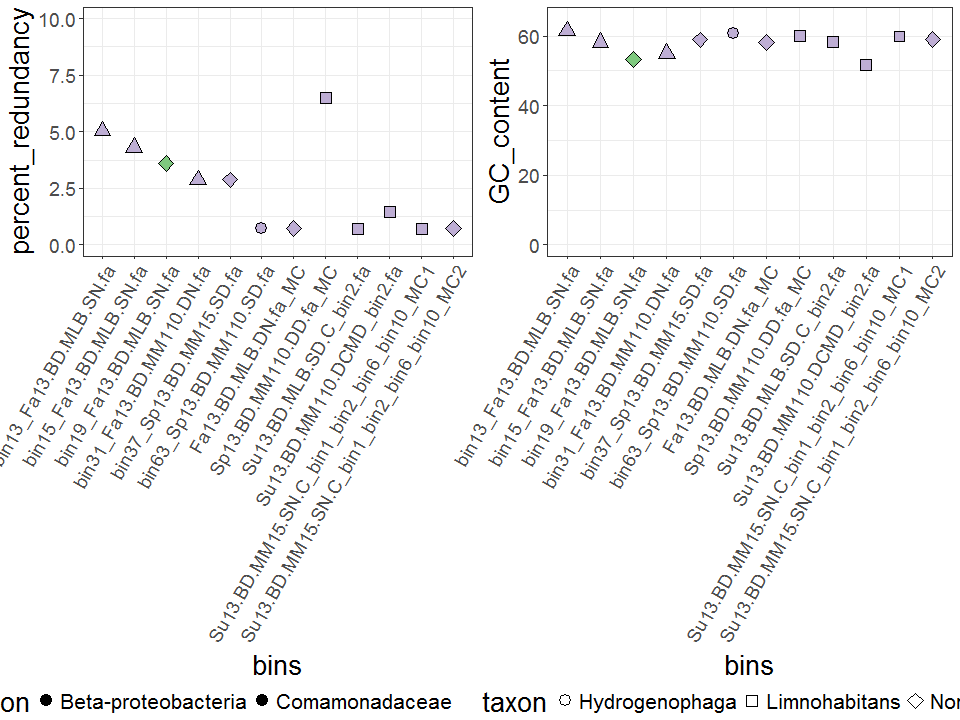 percent_redundancy
10.0
7.5
5.0
2.5
0.0
bin13_Fa13.BD.MLB.SN.fa
bin15_Fa13.BD.MLB.SN.fa
bin19_Fa13.BD.MLB.SN.fa
bin31_Fa13.BD.MM110.DN.fa
bin37_Sp13.BD.MM15.SD.fa
bin63_Sp13.BD.MM110.SD.fa
Fa13.BD.MLB.DN.fa_MC
Sp13.BD.MM110.DD.fa_MC
Su13.BD.MLB.SD.C_bin2.fa
Su13.BD.MM110.DCMD_bin2.fa
Su13.BD.MM15.SN.C_bin1_bin2_bin6_bin10_MC1
Su13.BD.MM15.SN.C_bin1_bin2_bin6_bin10_MC2
bins
GC_content
60
40
20
0
bin13_Fa13.BD.MLB.SN.fa
bin15_Fa13.BD.MLB.SN.fa
bin19_Fa13.BD.MLB.SN.fa
bin31_Fa13.BD.MM110.DN.fa
bin37_Sp13.BD.MM15.SD.fa
bin63_Sp13.BD.MM110.SD.fa
Fa13.BD.MLB.DN.fa_MC
Sp13.BD.MM110.DD.fa_MC
Su13.BD.MLB.SD.C_bin2.fa
Su13.BD.MM110.DCMD_bin2.fa
Su13.BD.MM15.SN.C_bin1_bin2_bin6_bin10_MC1
Su13.BD.MM15.SN.C_bin1_bin2_bin6_bin10_MC2
bins
on Beta-proteobacteria Comamonadaceae
taxon Hydrogenophaga Limnohabitans Nor